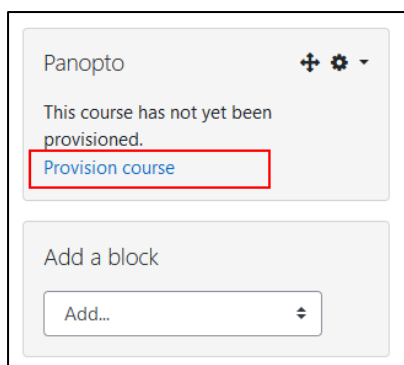 Panopto
This course has not yet been
provisioned.
Provision course
Add a block
Add...